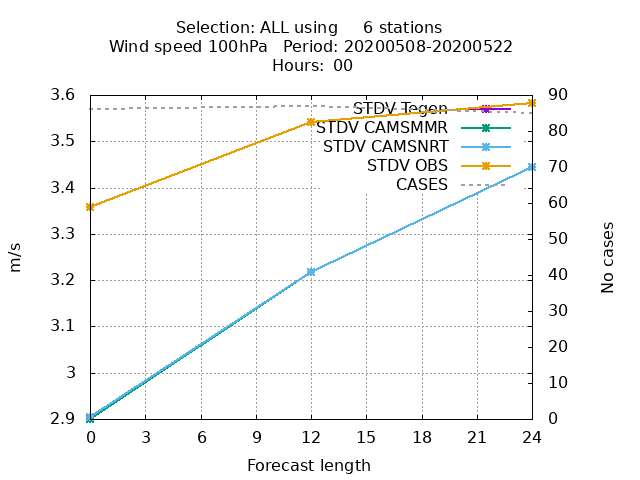 Selection: ALL using     6 stations
Wind speed 100hPa   Period: 20200508-20200522
Hours:  00
3.6
3.5
3.4
3.3
3.2
3.1
3
2.9
m/s
90
80
70
60
50
40
30
20
10
0
No cases
STDV Tegen
STDV CAMSMMR
STDV CAMSNRT
STDV OBS
CASES
0 3 6 9 12 15 18 21 24
Forecast length